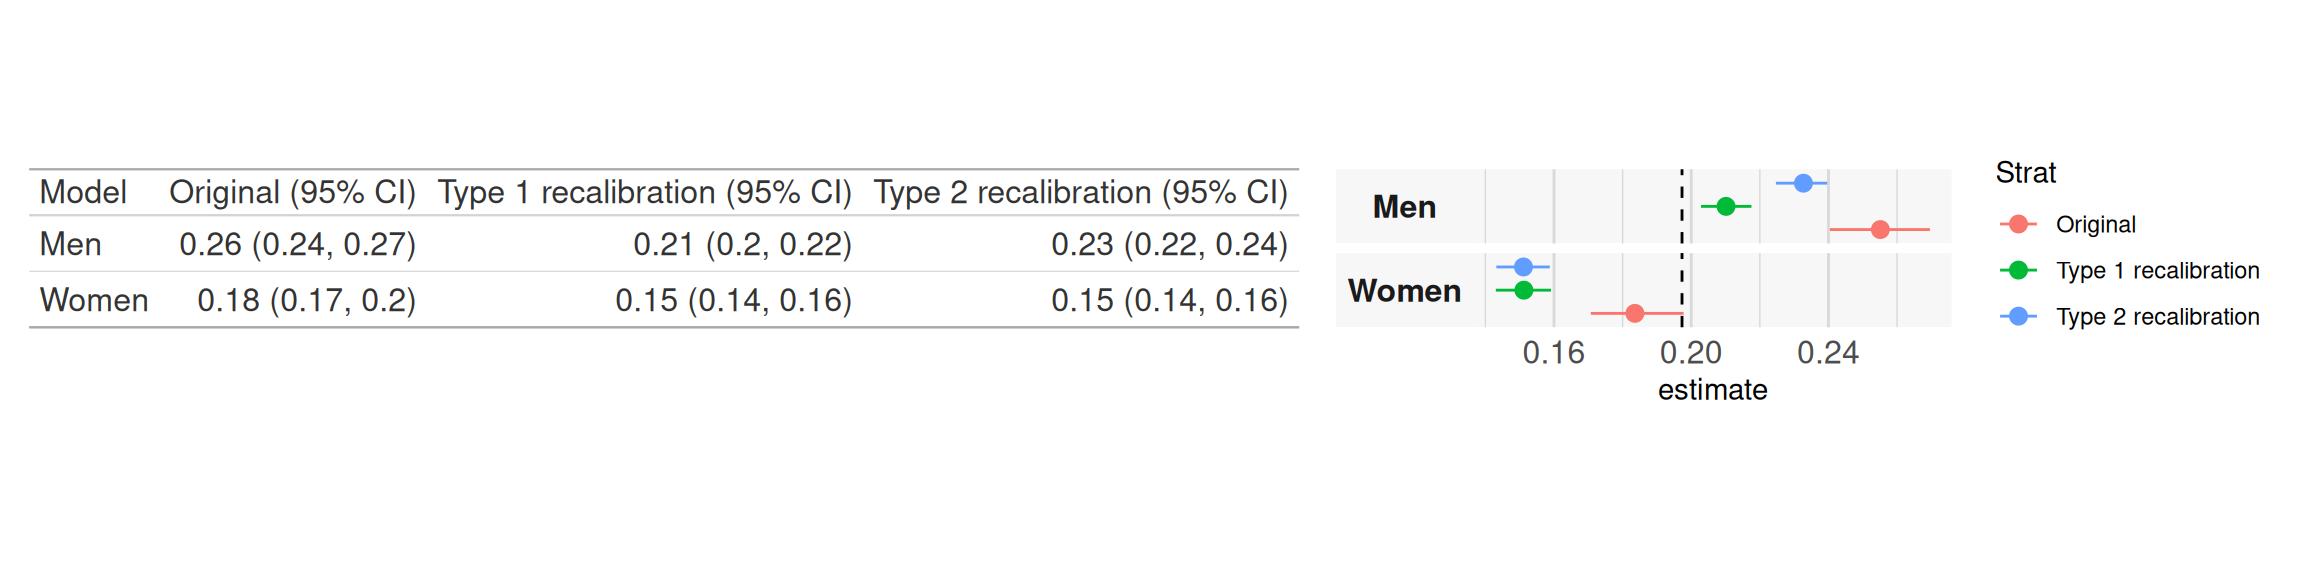 Model Original (95% CI) Type 1 recalibration (95% CI) Type 2 recalibration (95% CI)
Men 0.26 (0.24, 0.27) 0.21 (0.2, 0.22) 0.23 (0.22, 0.24)
Women 0.18 (0.17, 0.2) 0.15 (0.14, 0.16) 0.15 (0.14, 0.16)
Men
Women
0.16 0.20 0.24
estimate
Strat
Original
Type 1 recalibration
Type 2 recalibration